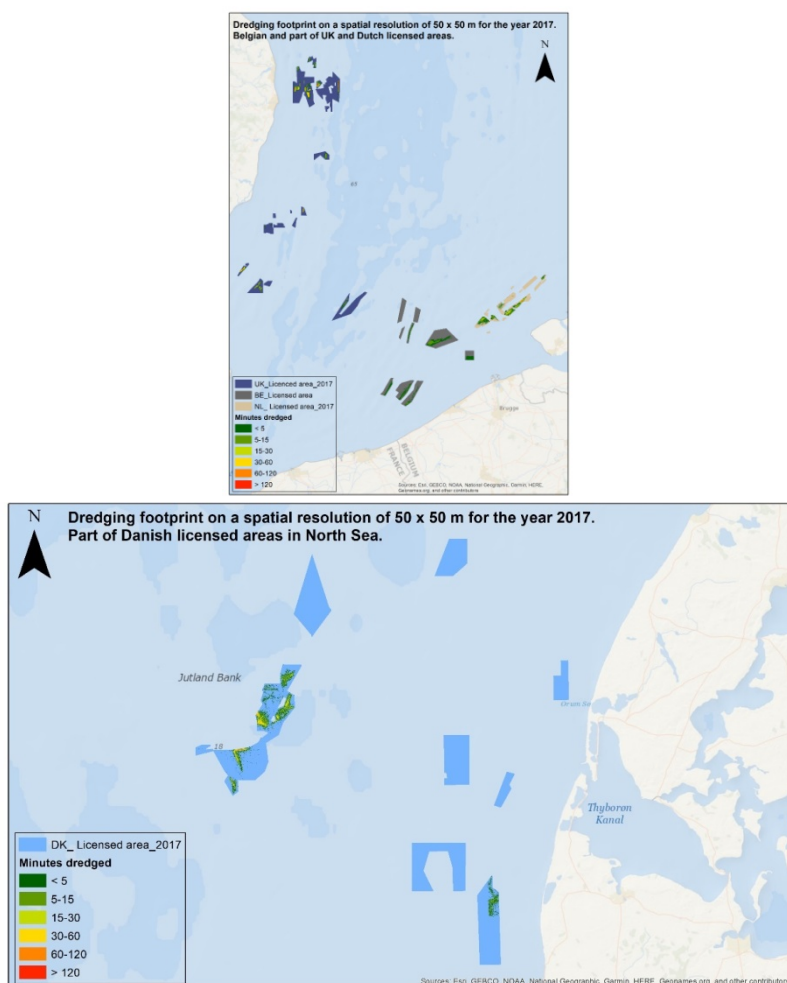 Dredging footprint on a spatial resolution of 50 x 50 m for the year 2017.
Belgian and part of UK and Dutch licensed areas.
N
UK_Licenced area_2017
BE_Licensed area
NL_ Licensed area_2017
Minutes dredged
< 5
5-15
15-30
30-60
60-120
> 120
Brugge
BELGIUM
FRANCE
Sources: Esri, GEBCO, NOAA, National Geographic, Garmin, HERE,
Geonames.org, and other contributors
N
Dredging footprint on a spatial resolution of 50 x 50 m for the year 2017.
Part of Danish licensed areas in North Sea.
Jutland Bank
18
Thyborøn
Kanal
DK_ Licensed area_2017
Minutes dredged
< 5
5-15
15-30
30-60
60-120
> 120
Sources: Esri, GEBCO, NOAA, National Geographic, Garmin, HERE, Geonames.org, and other contributors